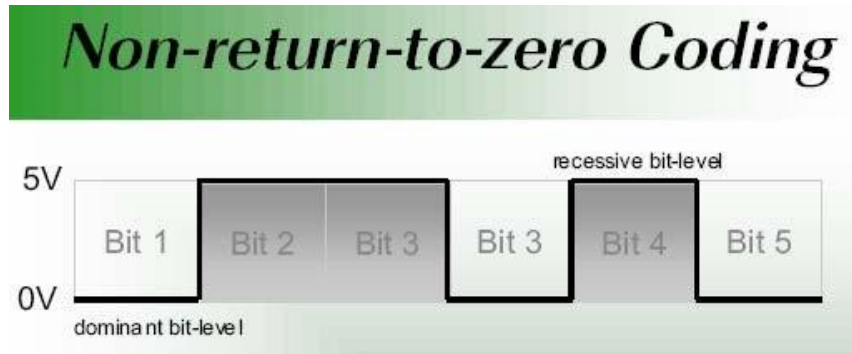 Non-return-to-zero Coding
recessive bit-level
5V
Bit 1 Bit 2 Bit 3 Bit 3 Bit 4 Bit 5
0V
dominant bit-level